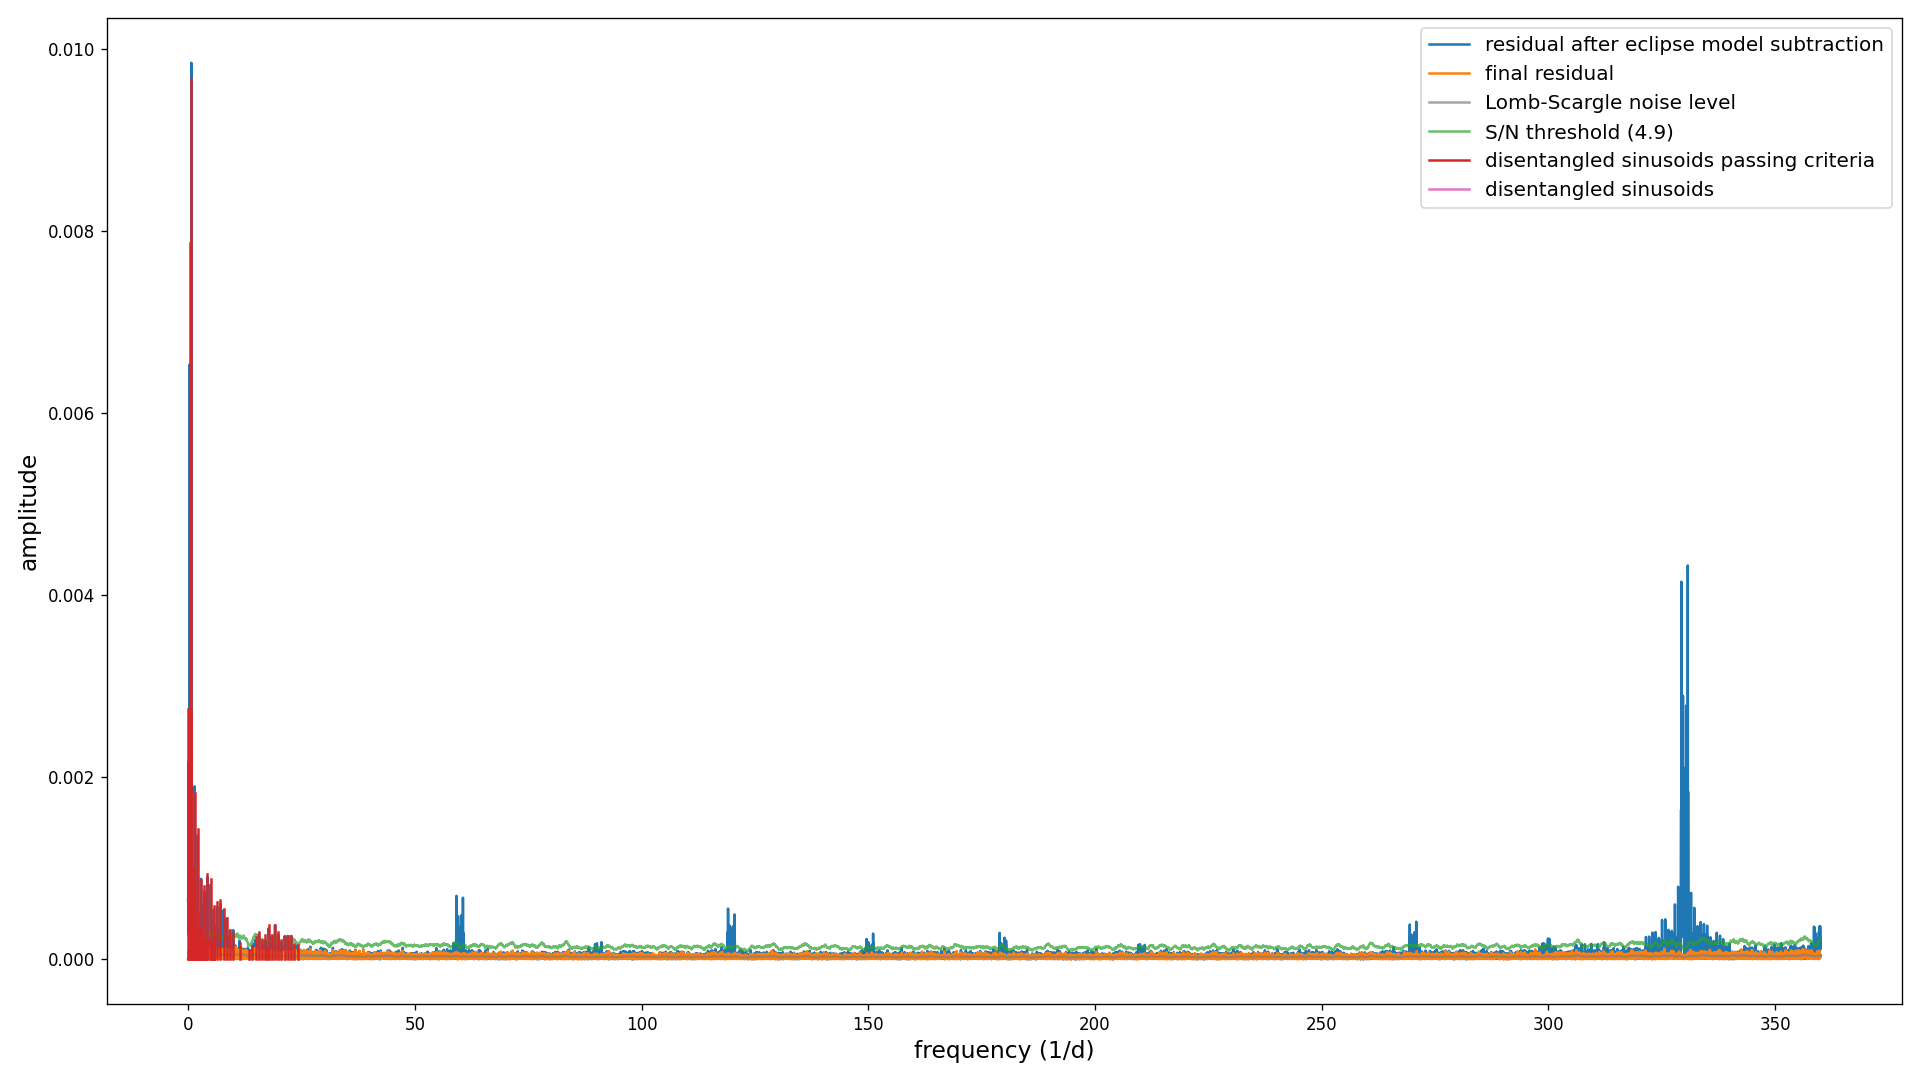 0.010
0.008
0.006
0.004
0.002
0.000
amplitude
0
50
100
150
200
250
300
350
frequency (1/d)
residual after eclipse model subtraction
final residual
Lomb-Scargle noise level
S/N threshold (4.9)
disentangled sinusoids passing criteria
disentangled sinusoids